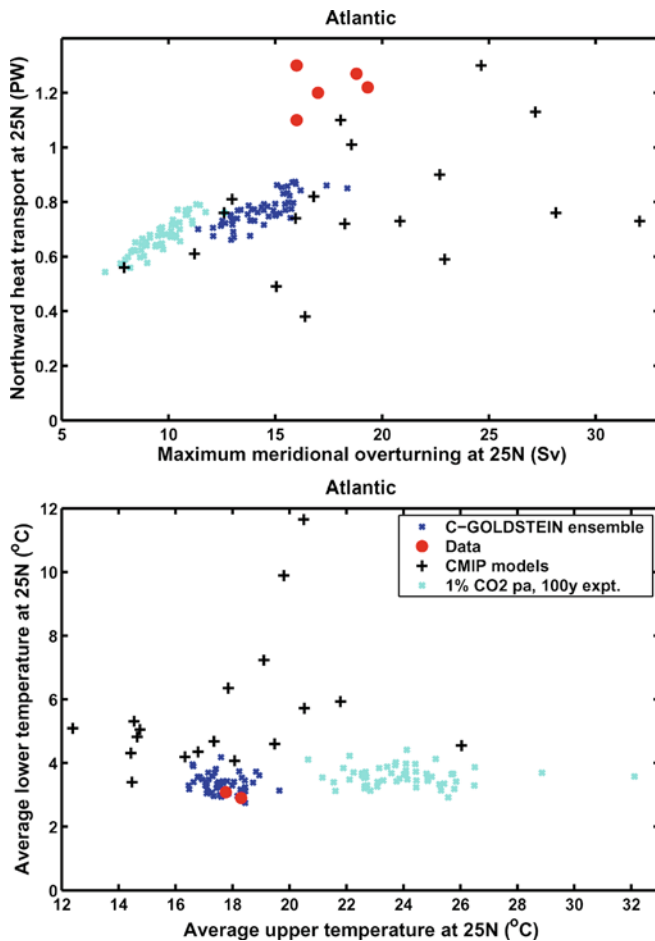 Atlantic
Northward heat transport at 25N (PW)
1.2
1
0.8
0.6
0.4
0.2
0
5 10 15 20 25 30
Maximum meridional overturning at 25N (Sv)
Atlantic
Average lower temperature at 25N (°C)
12
10
8
6
4
2
0
C-GOLDSTEIN ensemble
Data
CMIP models
1% CO2 pa, 100y expt.
12 14 16 18 20 22 24 26 28 30 32
Average upper temperature at 25N (°C)